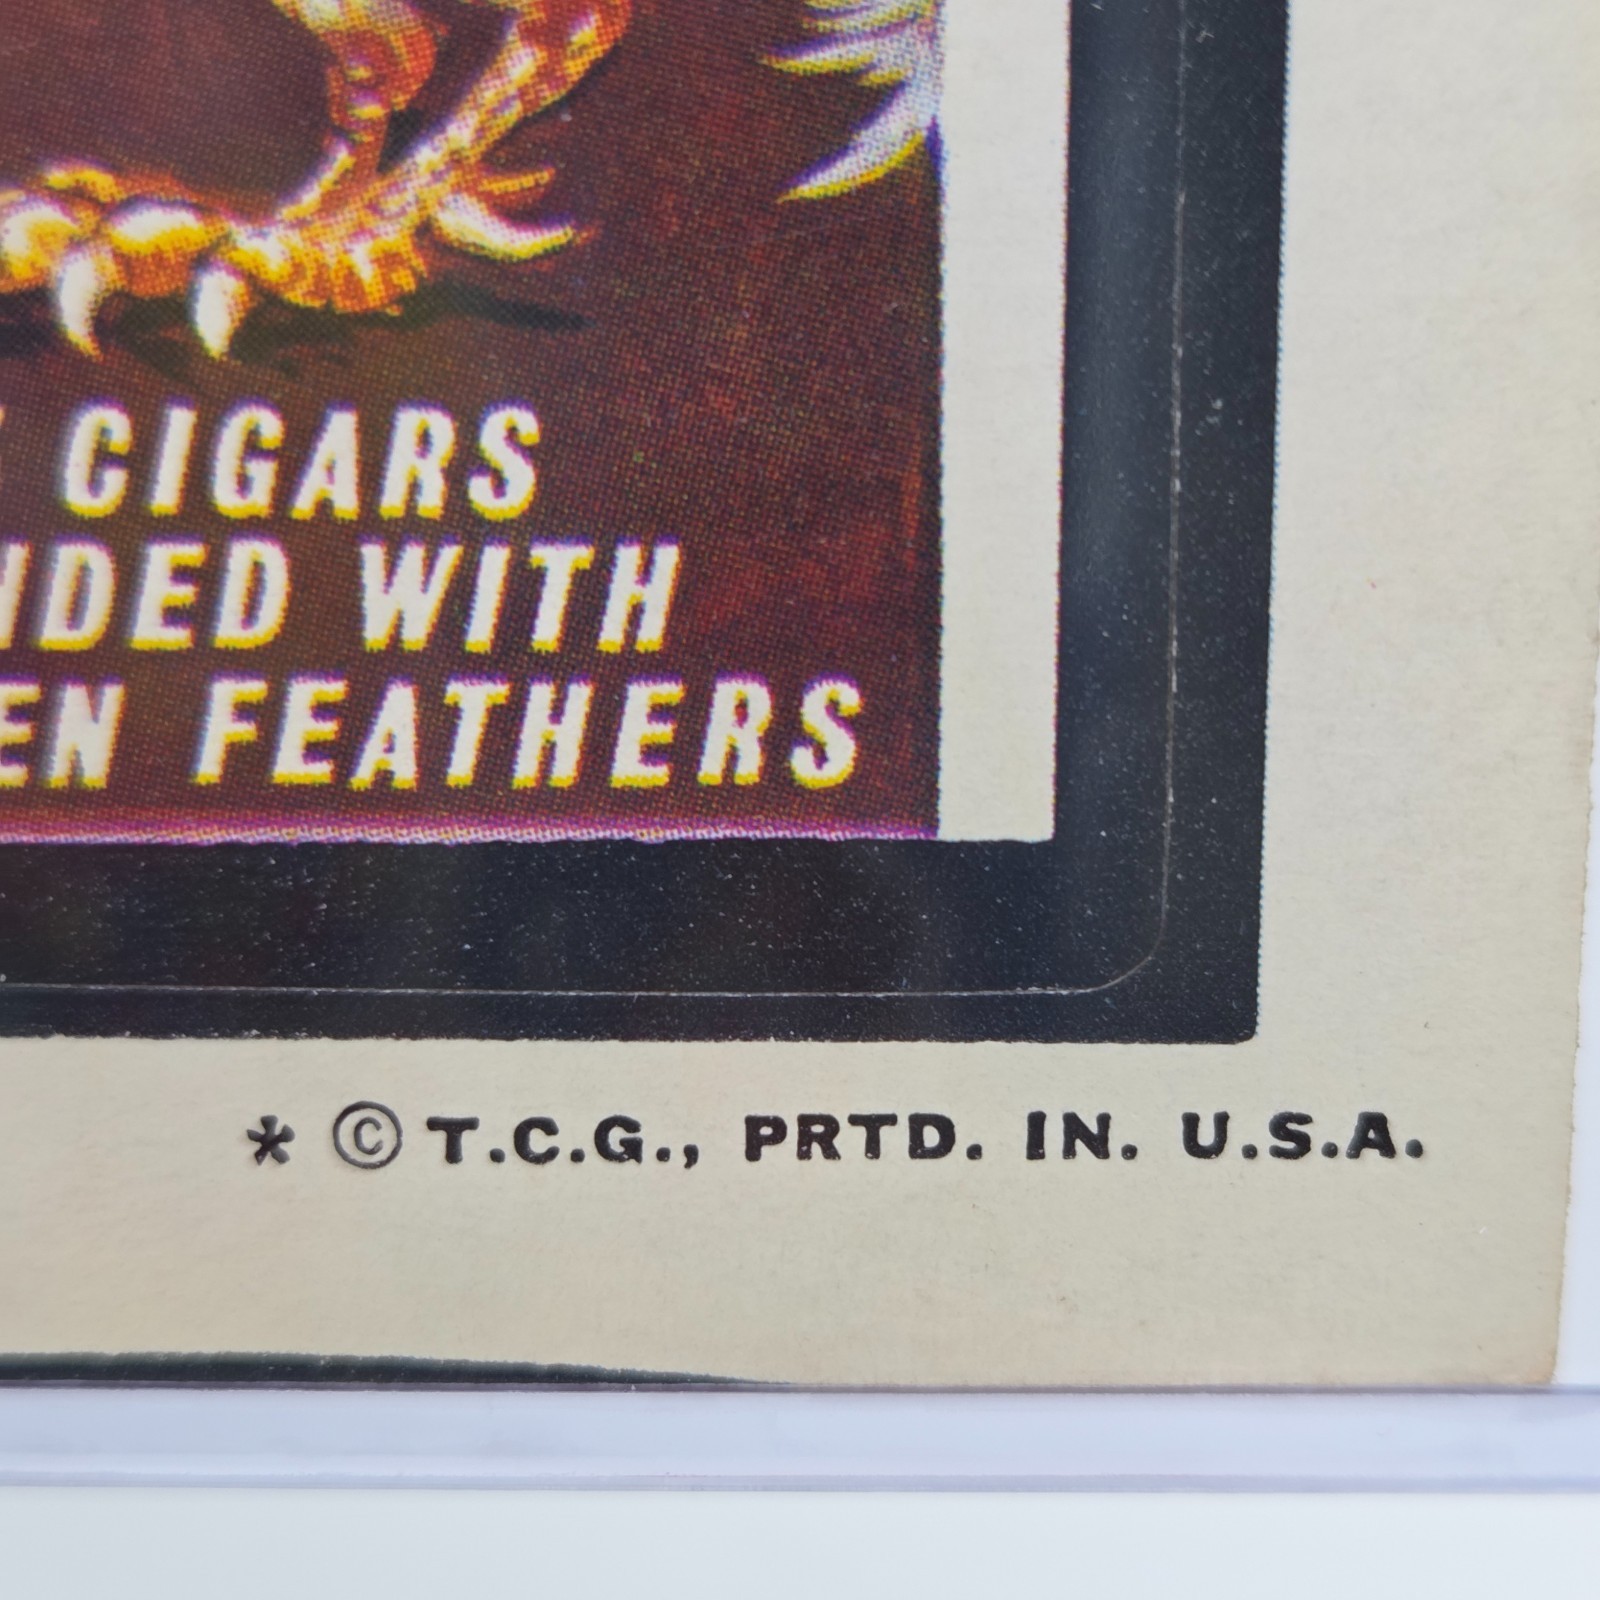 CIGARS
NDED WITH
EN FEATHERS
* © T.C.G., PRTD. IN. U.S.A.